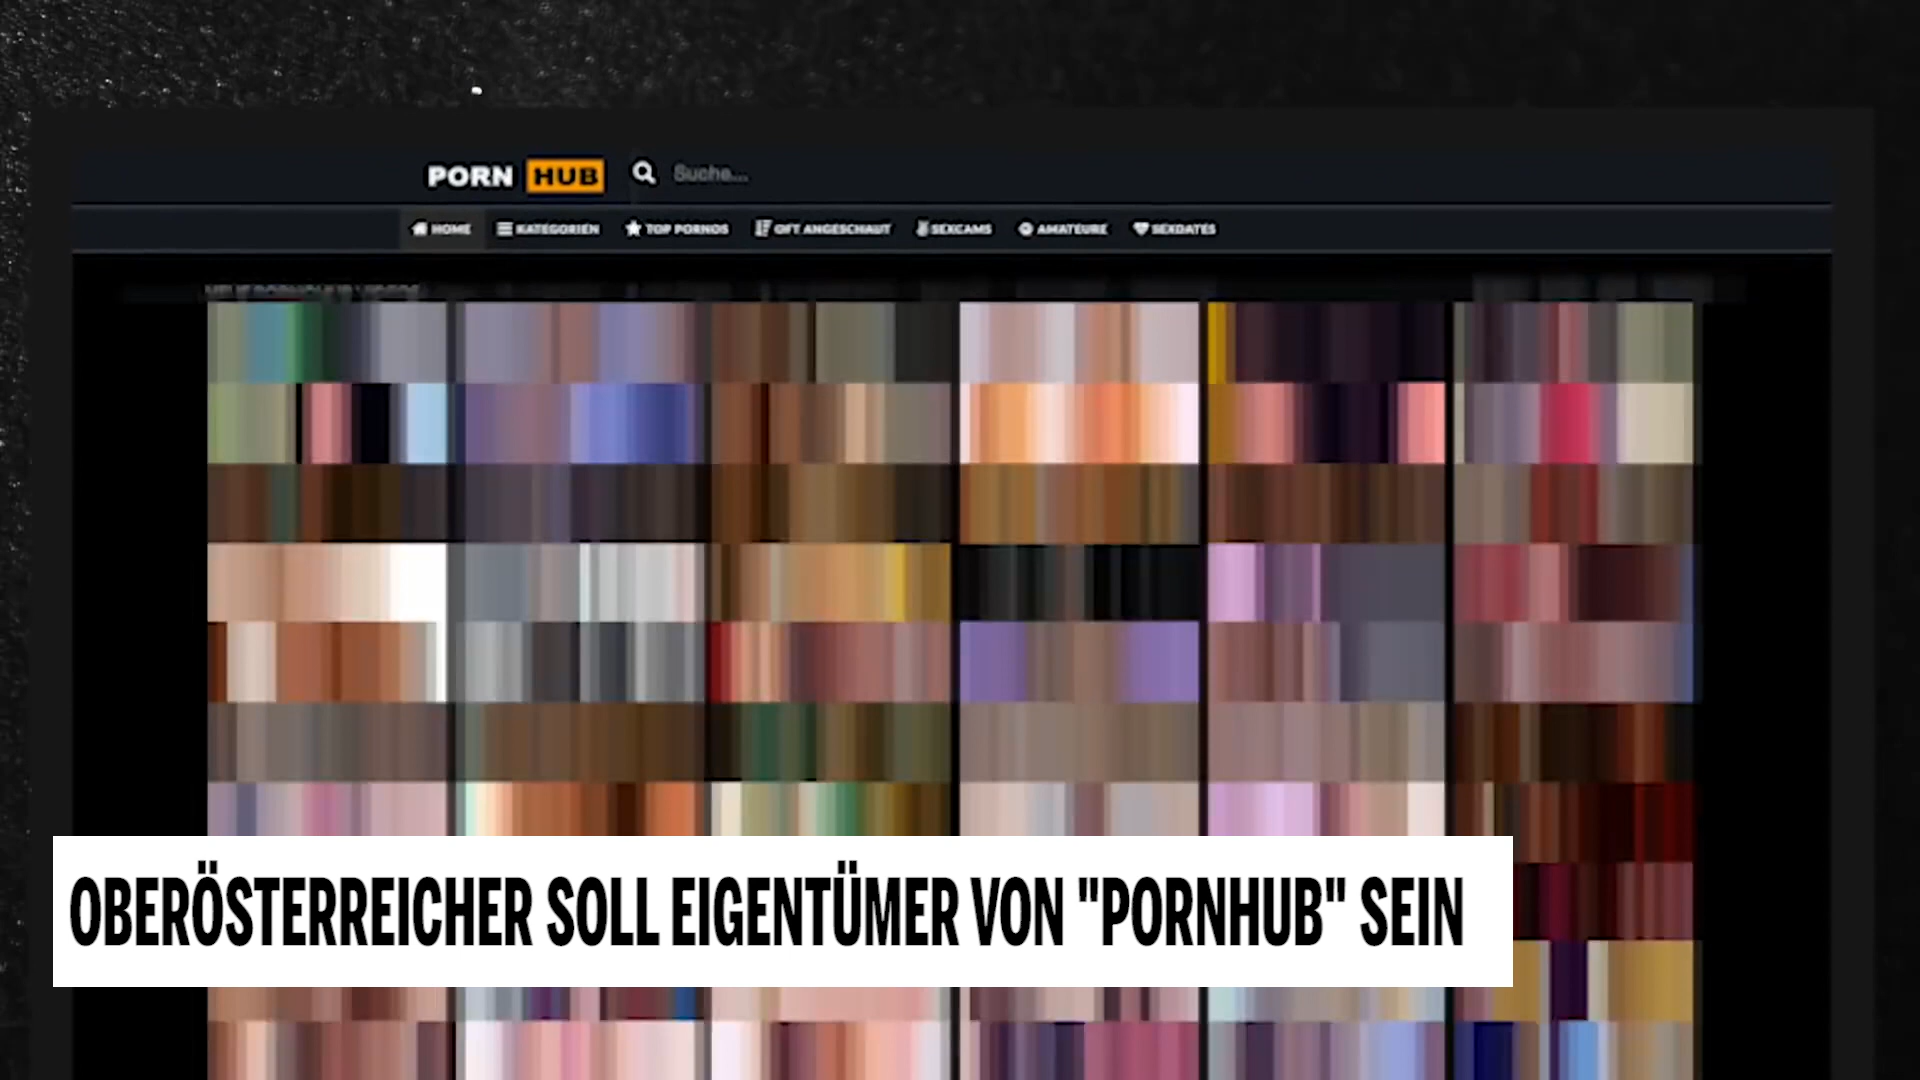 PORN HUB Suche...
HOME KATEGORIEN TOP PORNOS OFT ANGESCHAUT SEXCAMS AMATEURE SEXDATES
OBERÖSTERREICHER SOLL EIGENTÜMER VON "PORNHUB" SEIN